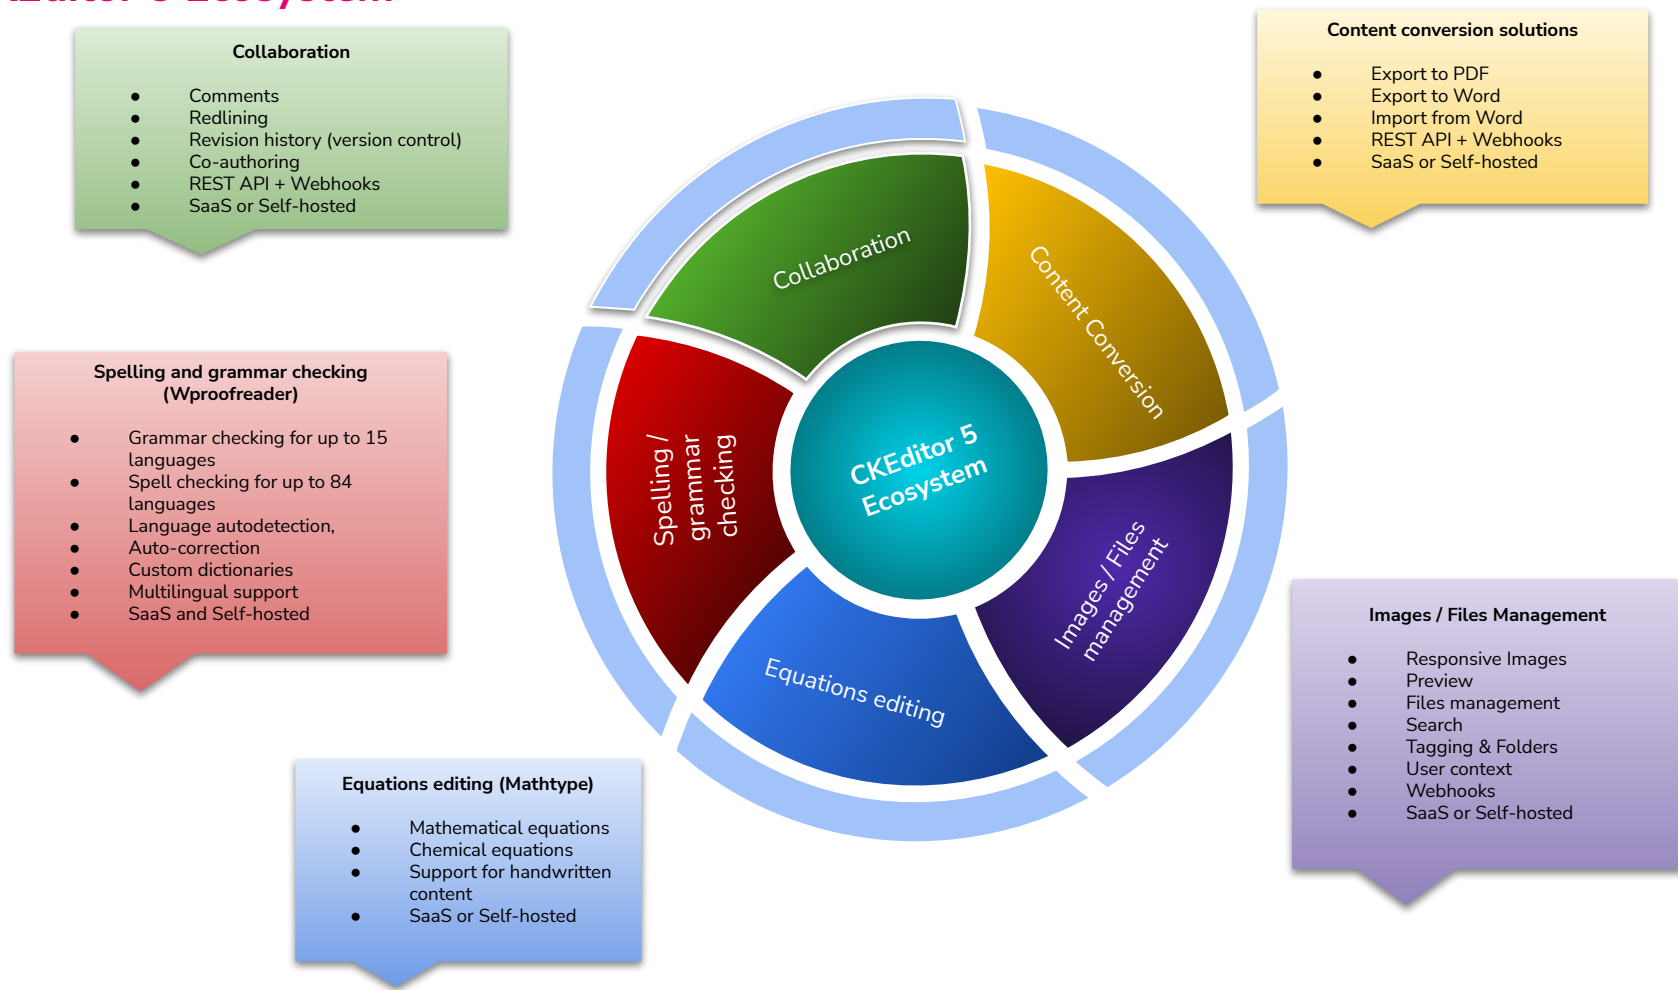 Editor 5 Ecosystem
Collaboration
● Comments
● Redlining
● Revision history (version control)
● Co-authoring
● REST API + Webhooks
● SaaS or Self-hosted
Content conversion solutions
● Export to PDF
● Export to Word
● Import from Word
● REST API + Webhooks
● SaaS or Self-hosted
Spelling and grammar checking
(Wproofreader)
● Grammar checking for up to 15
languages
● Spell checking for up to 84
languages
● Language autodetection,
● Auto-correction
● Custom dictionaries
● Multilingual support
● SaaS and Self-hosted
Collaboration
Content Conversion
Spelling /
grammar
checking
CKEditor 5
Ecosystem
Images / Files
management
Equations editing
Images / Files Management
● Responsive Images
● Preview
● Files management
● Search
● Tagging & Folders
● User context
● Webhooks
● SaaS or Self-hosted
Equations editing (Mathtype)
● Mathematical equations
● Chemical equations
● Support for handwritten
content
● SaaS or Self-hosted